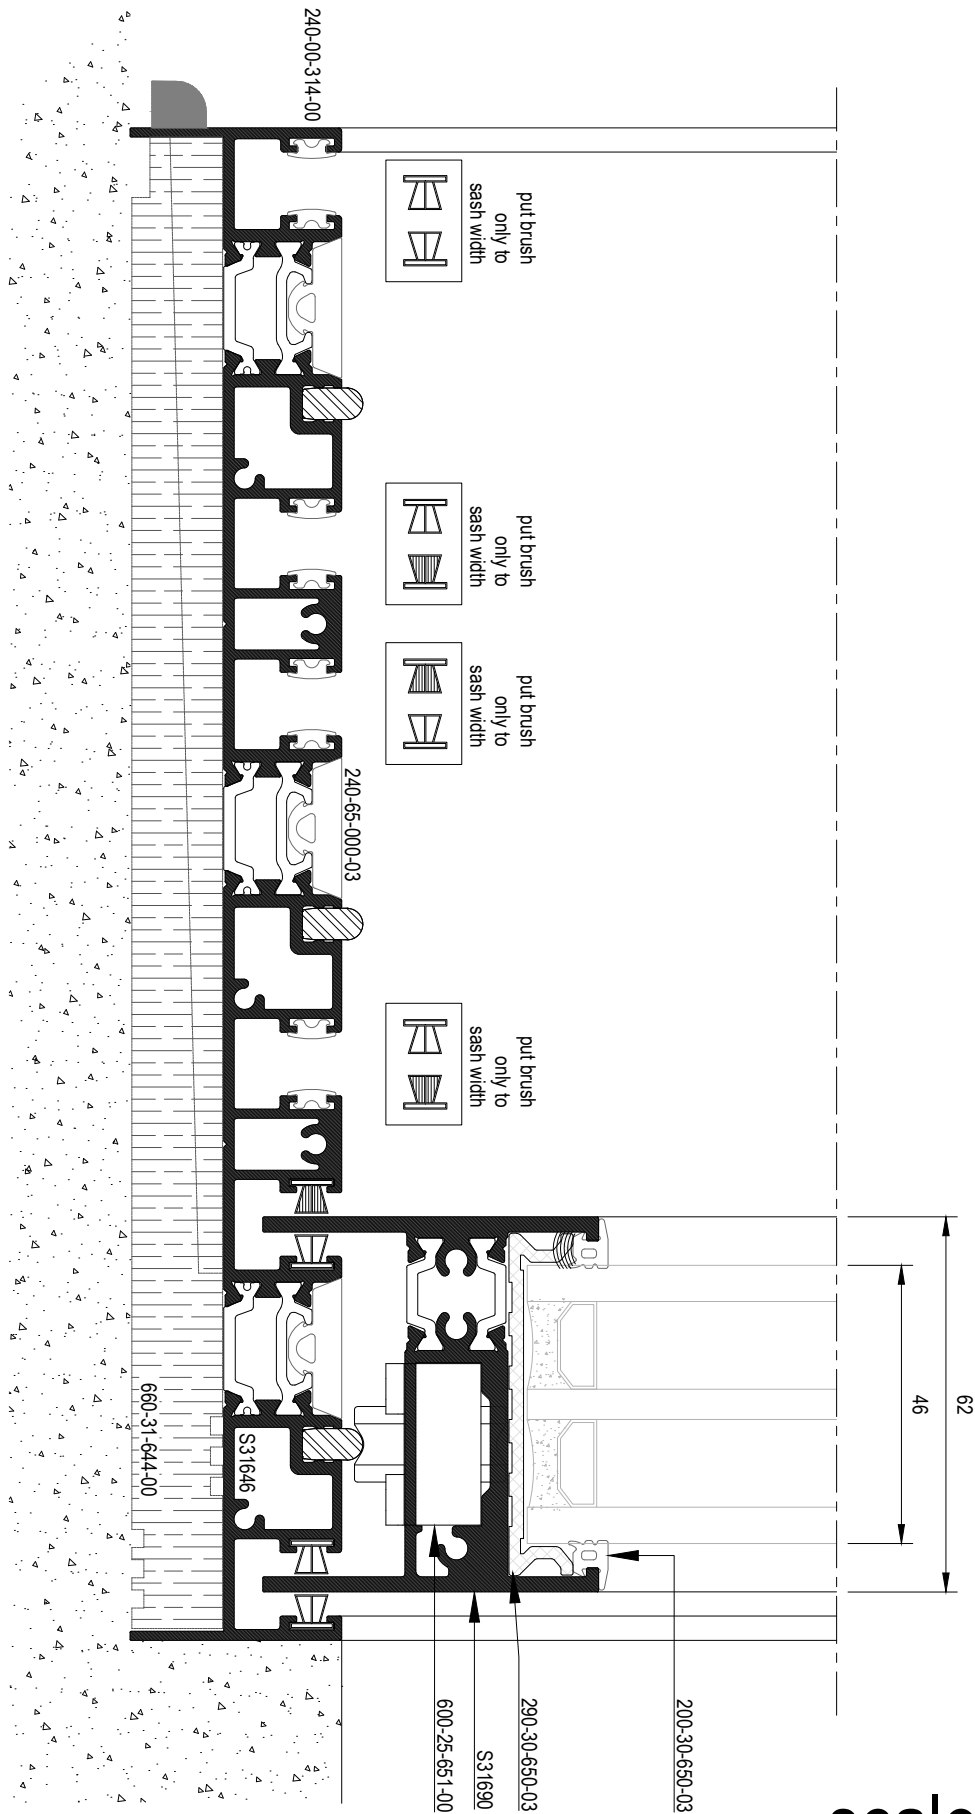 240-00-314-00
put brush
only to
sash width
put brush
only to
sash width
put brush
only to
sash width
240-65-000-03
put brush
only to
sash width
62
46
660-31-644-00
S31646
200-30-650-03
290-30-650-03
S31690
600-25-651-00